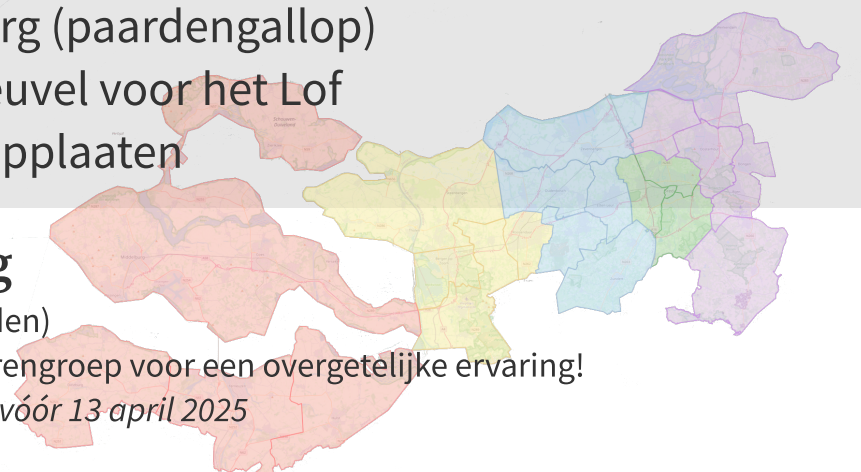 rg (paardengallop)
euvel voor het Lof
pplaaten
g
den)
rengroep voor een overgetelijke ervaring!
vóór 13 april 2025